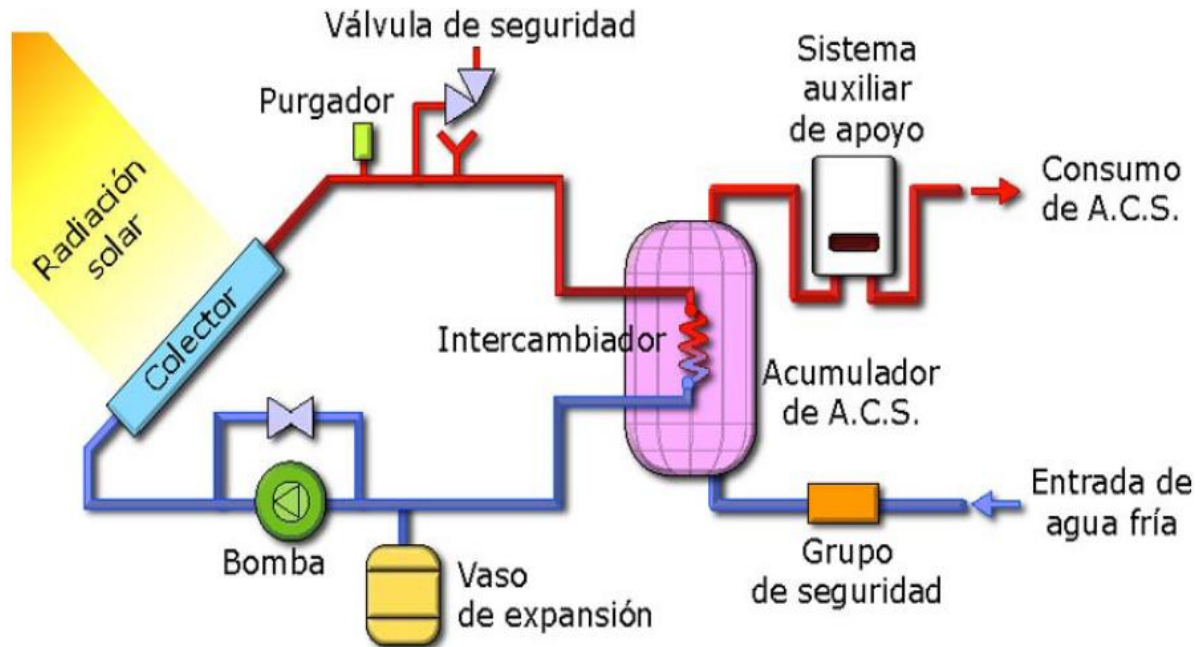 Válvula de seguridad
Purgador
Radiación
solar
Colector
Sistema
auxiliar
de apoyo
Consumo
de A.C.S.
Intercambiador
Acumulador
de A.C.S.
Bomba
Vaso
de expansión
Entrada de
agua fría
Grupo
de seguridad